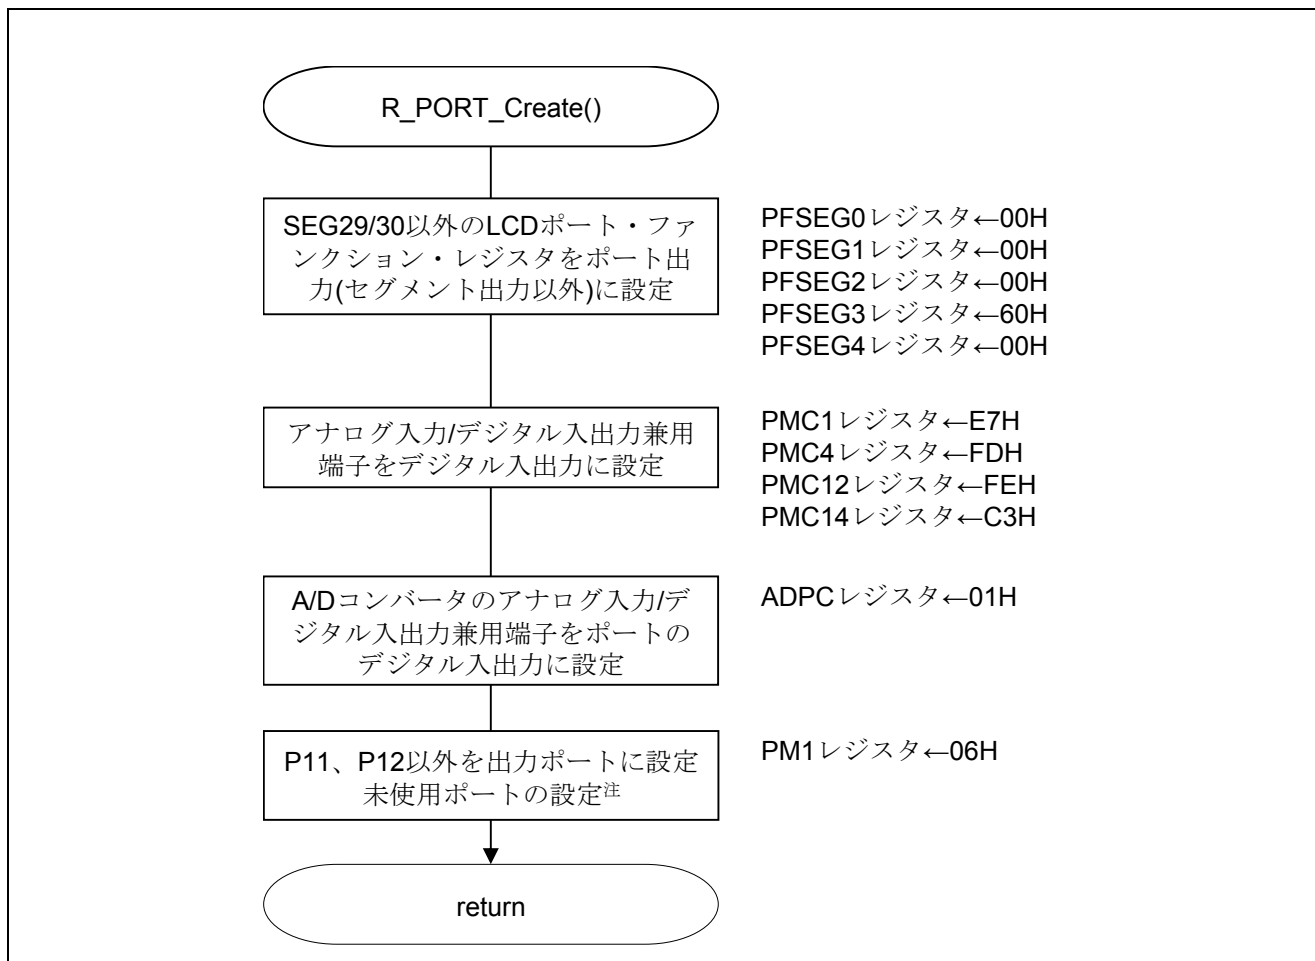 R_PORT_Create()
SEG29/30以外のLCDポート・ファ
ンクション・レジスタをポート出
力(セグメント出力以外)に設定
PFSEG0レジスタ←00H
PFSEG1レジスタ←00H
PFSEG2レジスタ←00H
PFSEG3レジスタ←60H
PFSEG4レジスタ←00H
アナログ入力/デジタル入出力兼用
端子をデジタル入出力に設定
PMC1レジスタ←E7H
PMC4レジスタ←FDH
PMC12レジスタ←FEH
PMC14レジスタ←C3H
A/Dコンバータのアナログ入力/デ
ジタル入出力兼用端子をポートの
デジタル入出力に設定
ADPCレジスタ←01H
P11、P12以外を出力ポートに設定
未使用ポートの設定注
PM1レジスタ←06H
return